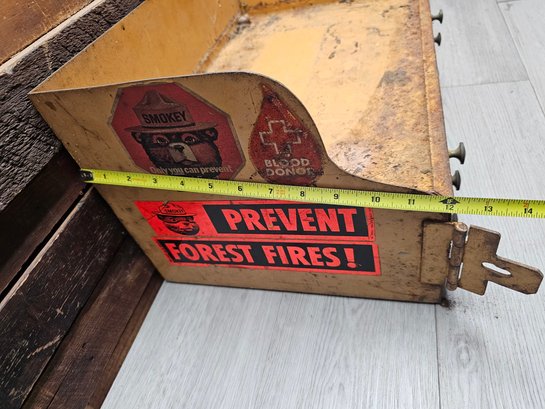 SMOKEY
Only you can prevent
BLOOD
DONOR
1 2 3 4 5 6 7 8 9 10 11 12 13 14
PREVENT
FOREST FIRES!